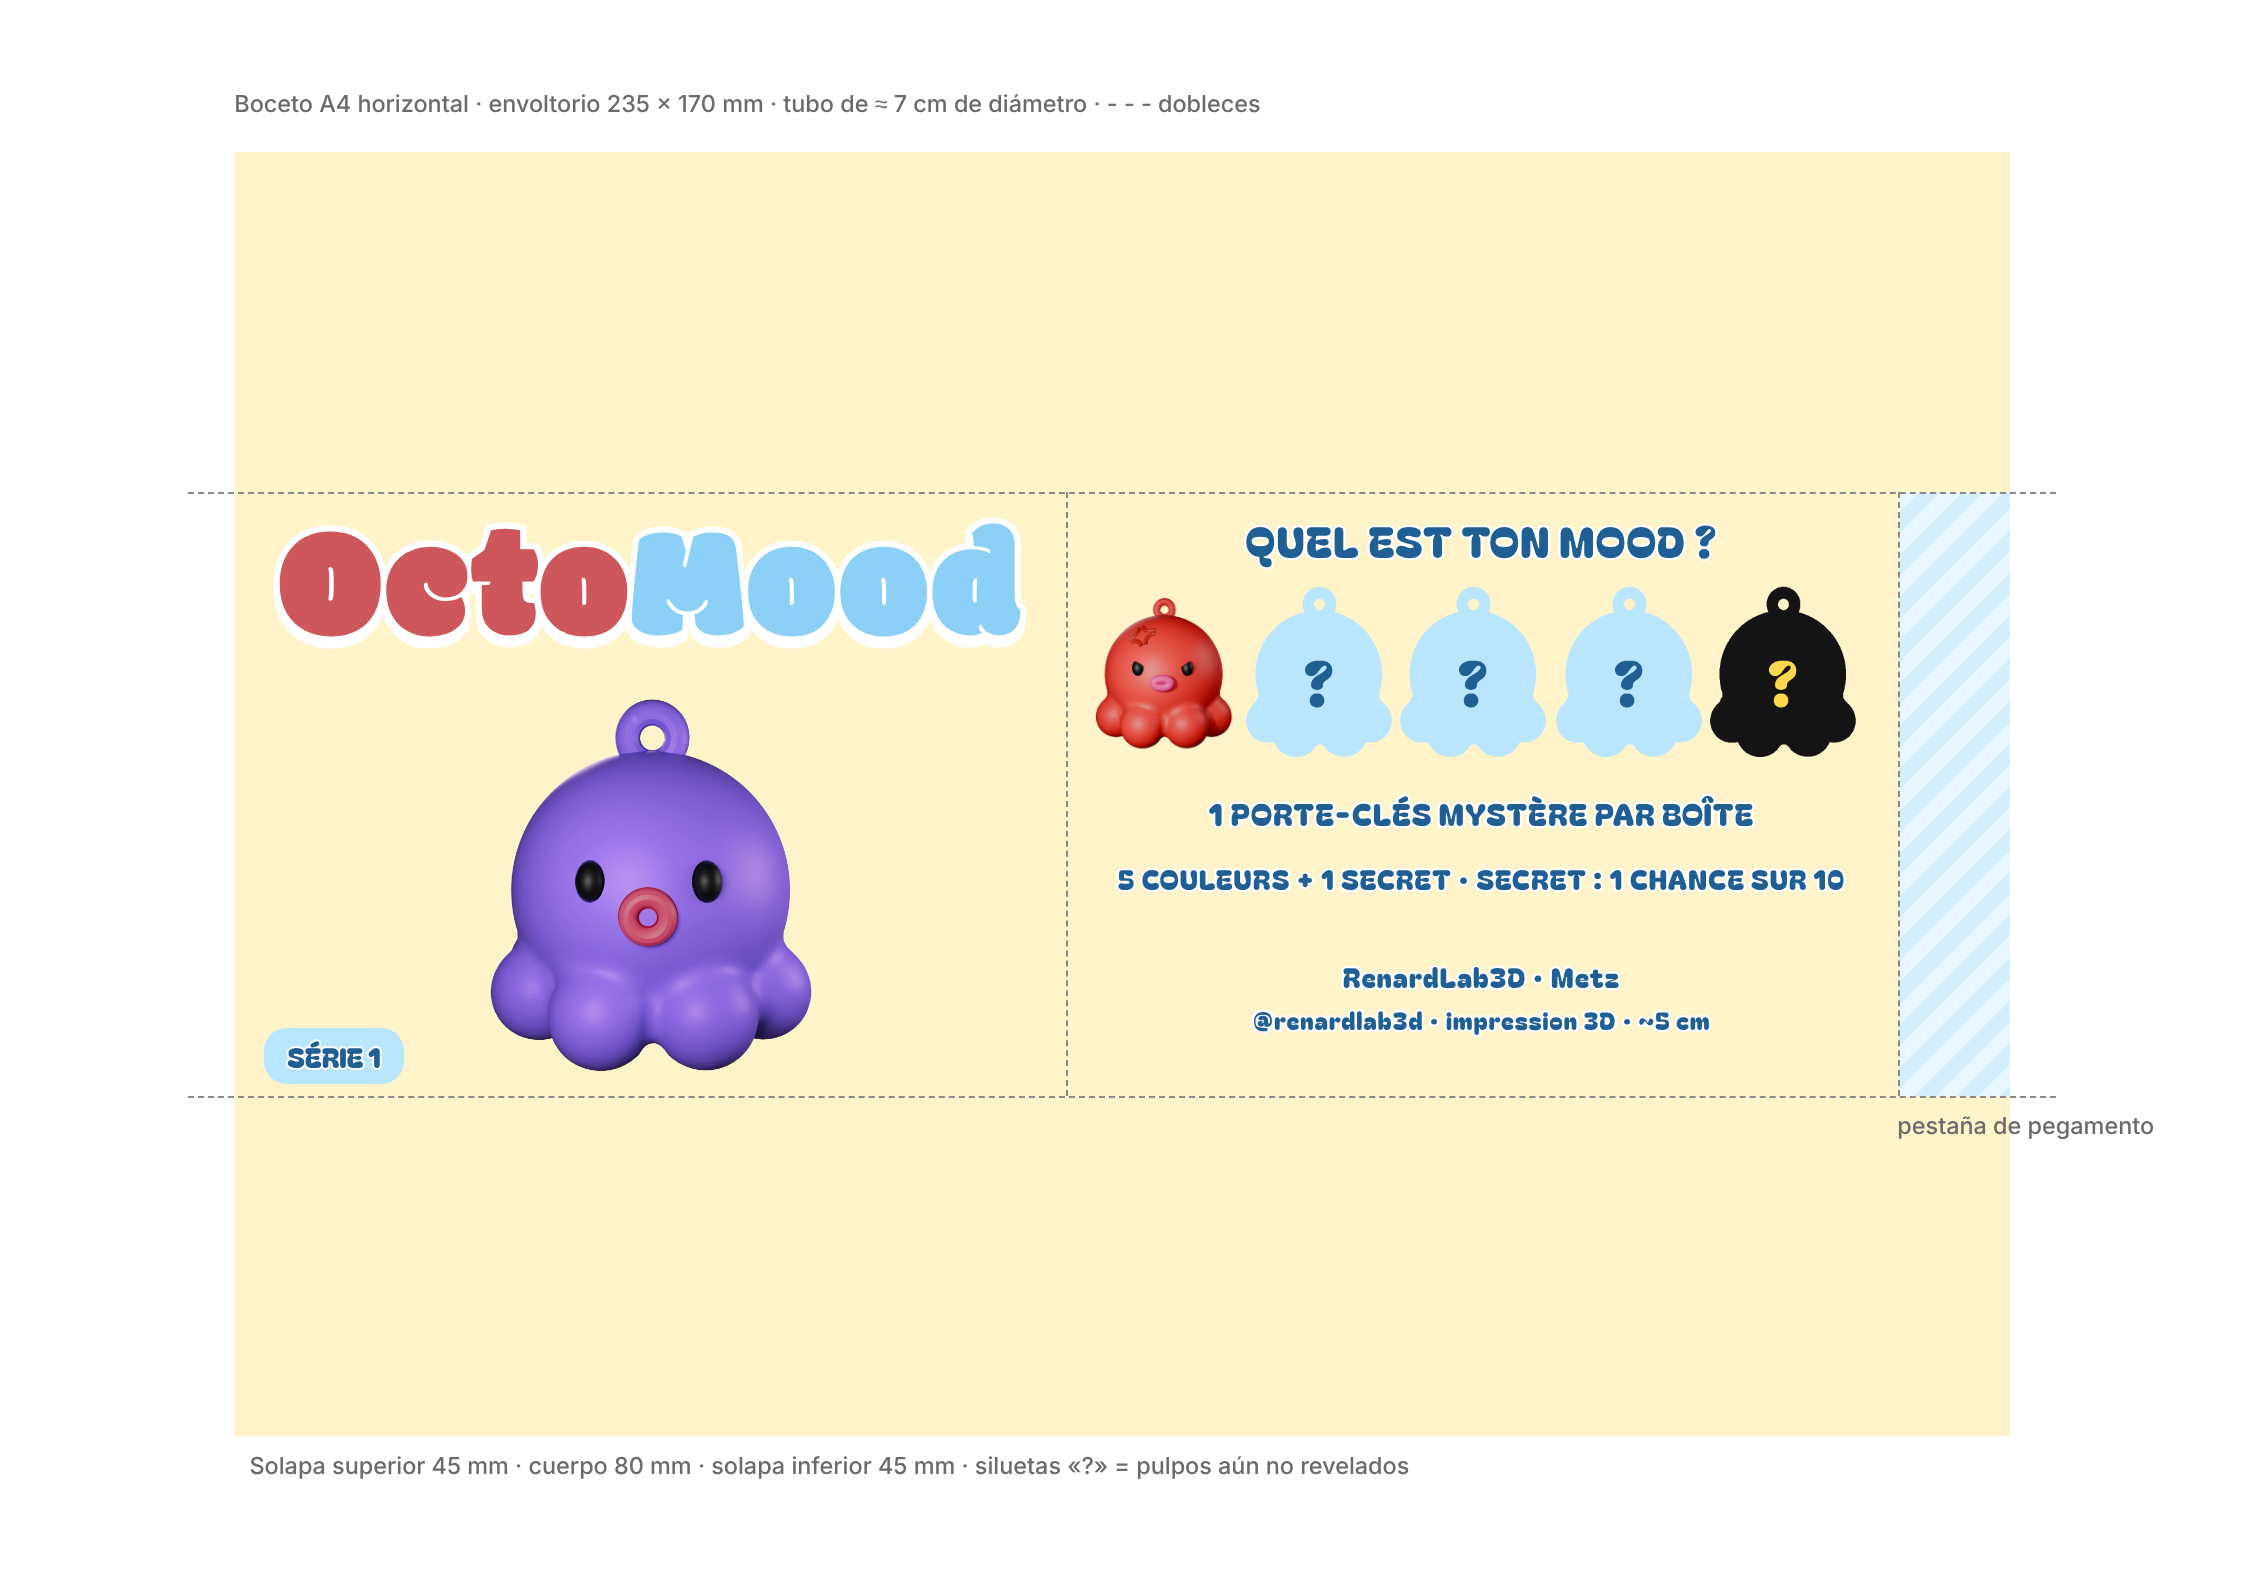 Boceto A4 horizontal · envoltorio 235 × 170 mm · tubo de ≈ 7 cm de diámetro · - - - dobleces
OctoMood
SÉRIE 1
QUEL EST TON MOOD ?
? ? ? ?
1 PORTE-CLÉS MYSTÈRE PAR BOÎTE
5 COULEURS + 1 SECRET · SECRET : 1 CHANCE SUR 10
RenardLab3D · Metz
@renardlab3d · impression 3D · ~5 cm
pestaña de pegamento
Solapa superior 45 mm · cuerpo 80 mm · solapa inferior 45 mm · siluetas «?» = pulpos aún no revelados